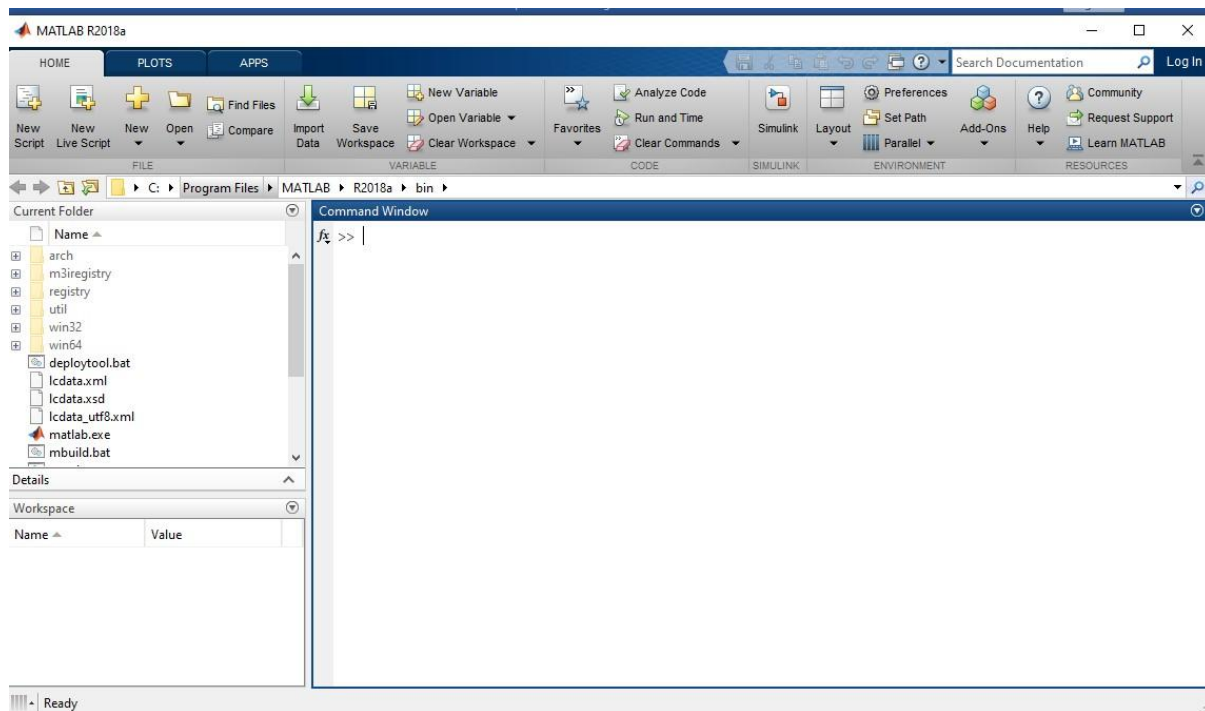 MATLAB R2018a
HOME PLOTS APPS
Search Documentation Log In
New Script
New Live Script
New
Open
Find Files
Compare
Import Data
Save Workspace
New Variable
Open Variable
Clear Workspace
Favorites
Analyze Code
Run and Time
Clear Commands
Simulink
Layout
Preferences
Set Path
Parallel
Add-Ons
Help
Community
Request Support
Learn MATLAB
FILE VARIABLE CODE SIMULINK ENVIRONMENT RESOURCES
C: Program Files MATLAB R2018a bin
Current Folder
Name
arch
m3iregistry
registry
util
win32
win64
deploytool.bat
lcdata.xml
lcdata.xsd
lcdata_utf8.xml
matlab.exe
mbuild.bat
Details
Workspace
Name Value
Command Window
fx >>
Ready